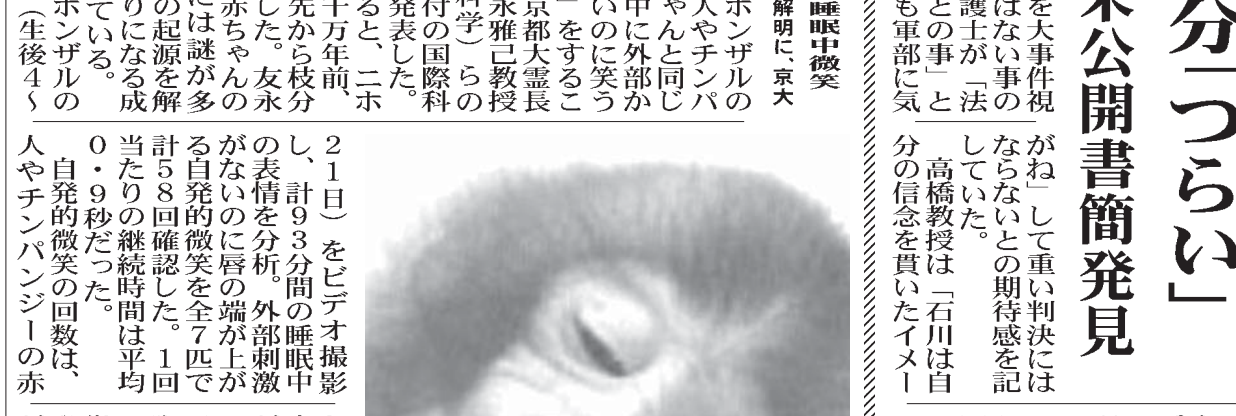 分「つらい」
公開書簡発見
を大事件視
はない事の
護士が「法
との事」と
も軍部に気
がね」して重い判決には
ならないとの期待感を記
していた。
高橋教授は「石川は自
分の信念を貫いたイメー
睡眠中微笑
解明に、京大
ホンザルの
人やチンパ
ゃんと同じ
中に外部か
いのに笑う
」をするこ
京都大霊長
永雅己教授
科学）らの
付の国際科
発表した。
ると、ニホ
千万年前、
先から枝分
した。友永
赤ちゃんの
には謎が多
の起源を解
りになる成
ている。
ホンザルの
（生後４〜
２１日）をビデオ撮影
し、計９３分間の睡眠中
の表情を分析。外部刺激
がないのに唇の端が上が
る自発的微笑を全７匹で
計５８回確認した。１回
当たりの継続時間は平均
０・９秒だった。
自発的微笑の回数は、
人やチンパンジーの赤